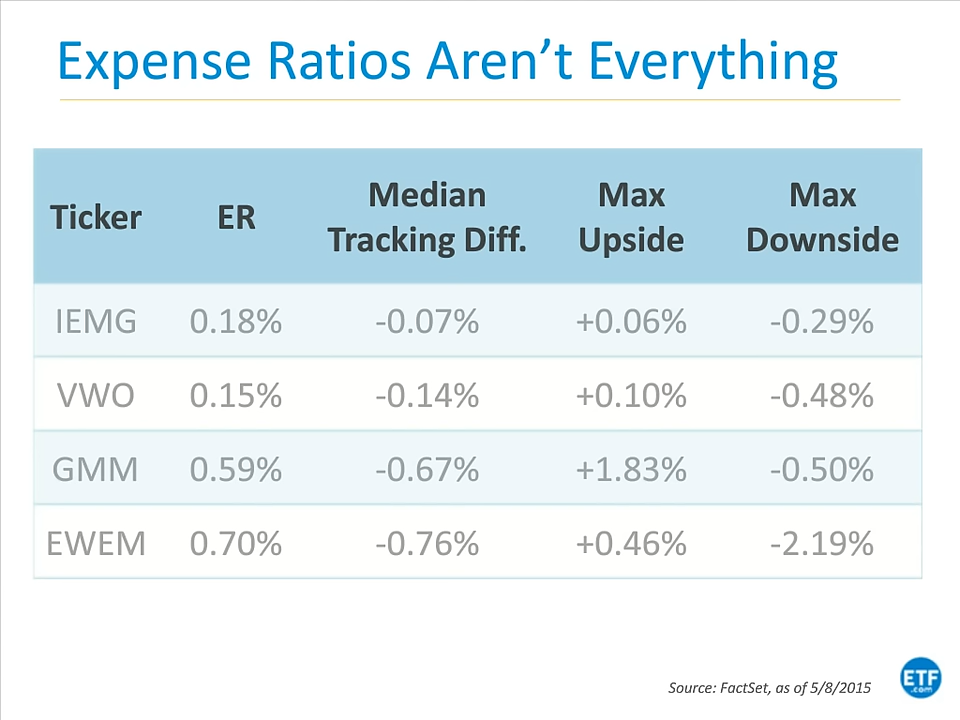 Expense Ratios Aren’t Everything
Ticker ER Median Tracking Diff. Max Upside Max Downside
IEMG 0.18% -0.07% +0.06% -0.29%
VWO 0.15% -0.14% +0.10% -0.48%
GMM 0.59% -0.67% +1.83% -0.50%
EWEM 0.70% -0.76% +0.46% -2.19%
Source: FactSet, as of 5/8/2015
ETF
.com